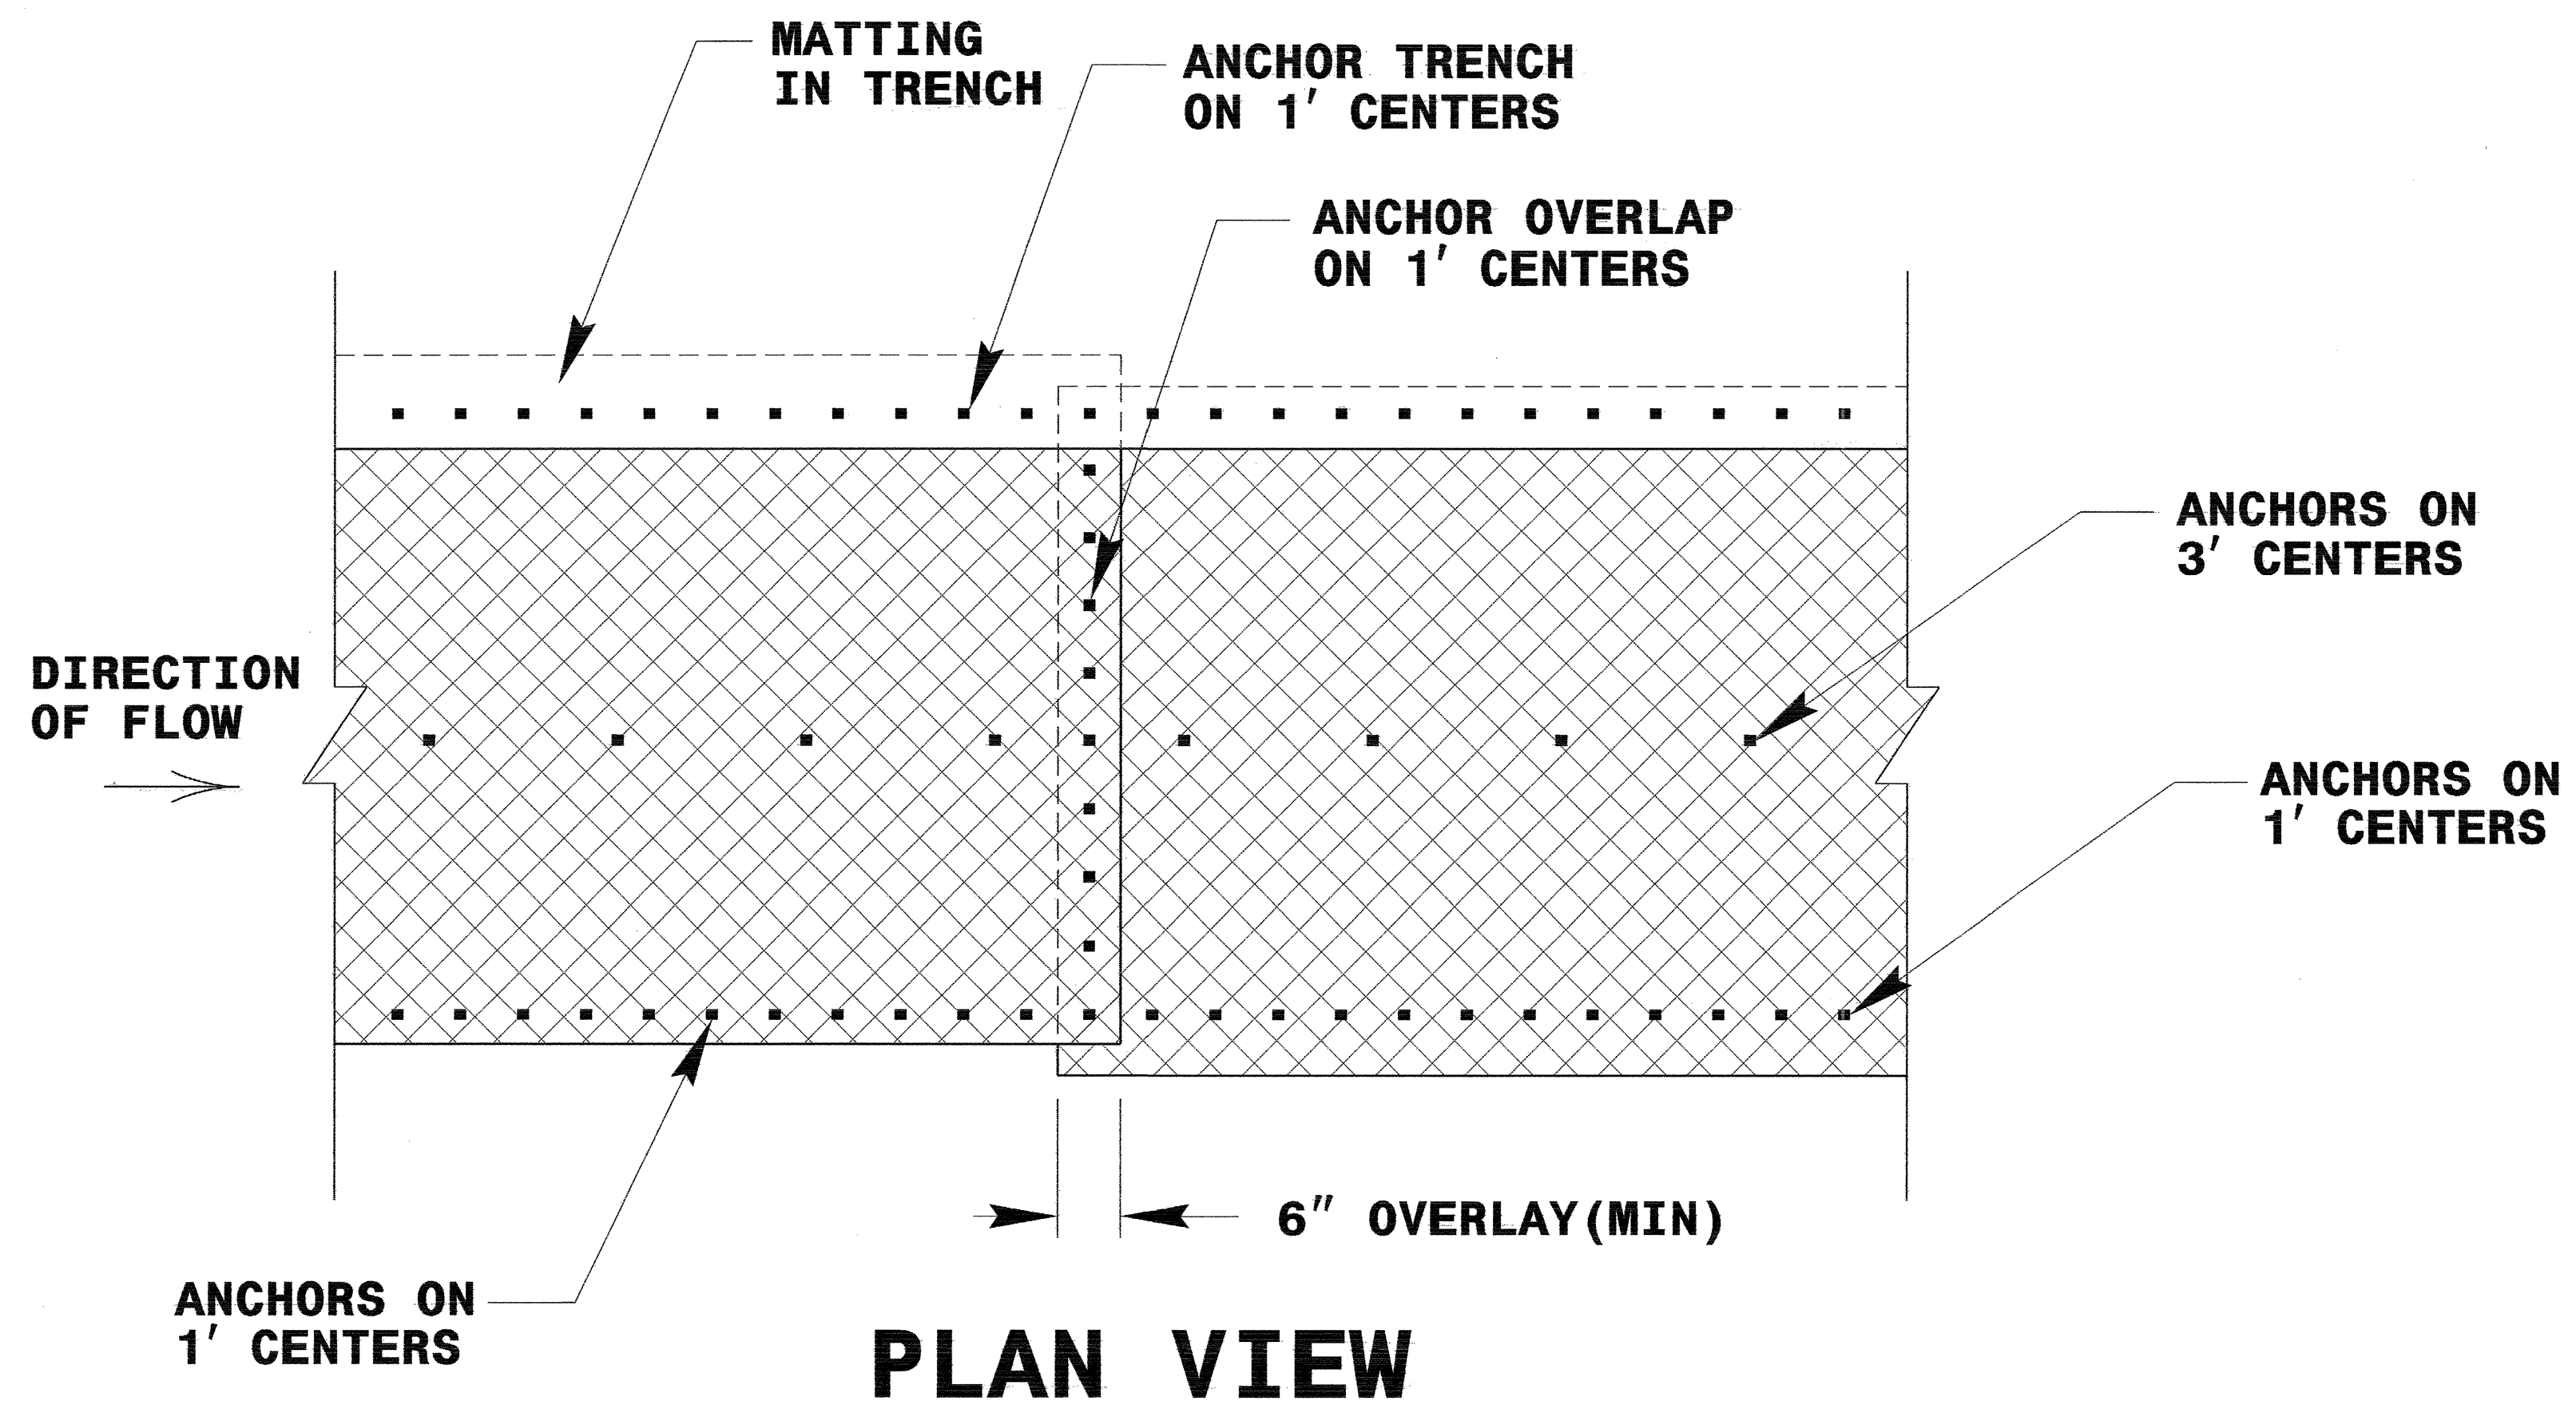 MATTING
IN TRENCH
ANCHOR TRENCH
ON 1' CENTERS
ANCHOR OVERLAP
ON 1' CENTERS
ANCHORS ON
3' CENTERS
DIRECTION
OF FLOW
ANCHORS ON
1' CENTERS
6" OVERLAY(MIN)
ANCHORS ON
1' CENTERS
PLAN VIEW